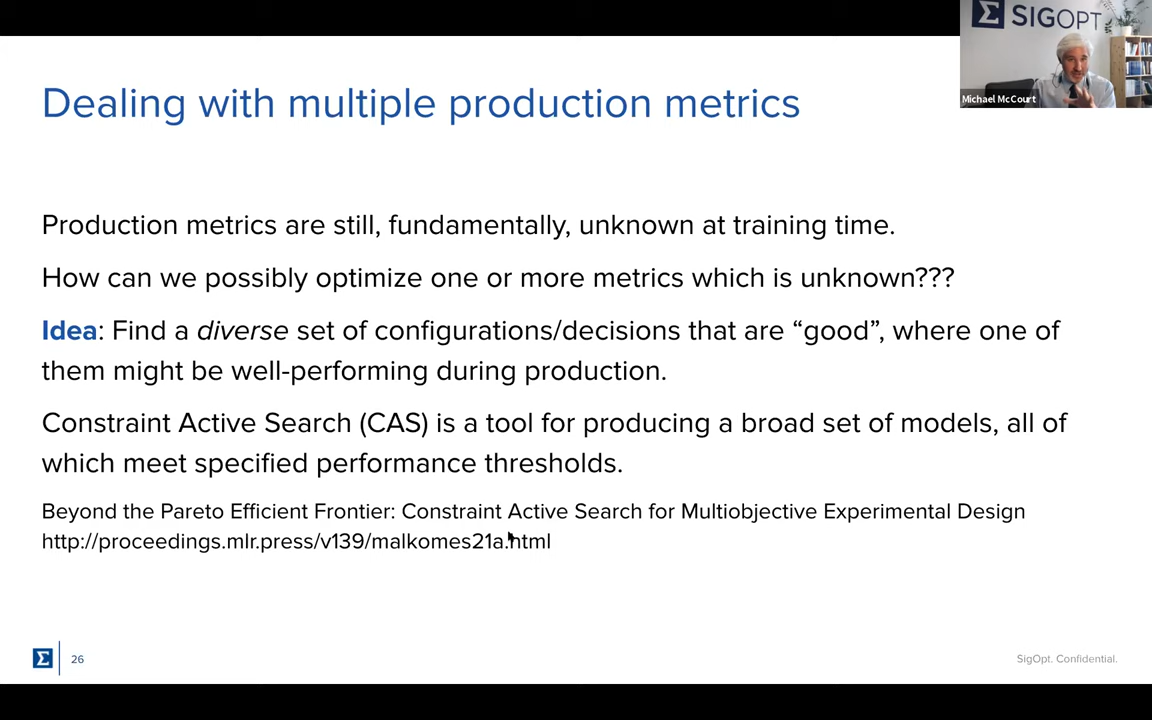 SIGOPT
Michael McCourt
Dealing with multiple production metrics
Production metrics are still, fundamentally, unknown at training time.
How can we possibly optimize one or more metrics which is unknown???
Idea: Find a diverse set of configurations/decisions that are “good”, where one of
them might be well-performing during production.
Constraint Active Search (CAS) is a tool for producing a broad set of models, all of
which meet specified performance thresholds.
Beyond the Pareto Efficient Frontier: Constraint Active Search for Multiobjective Experimental Design
http://proceedings.mlr.press/v139/malkomes21a.html
26
SigOpt. Confidential.